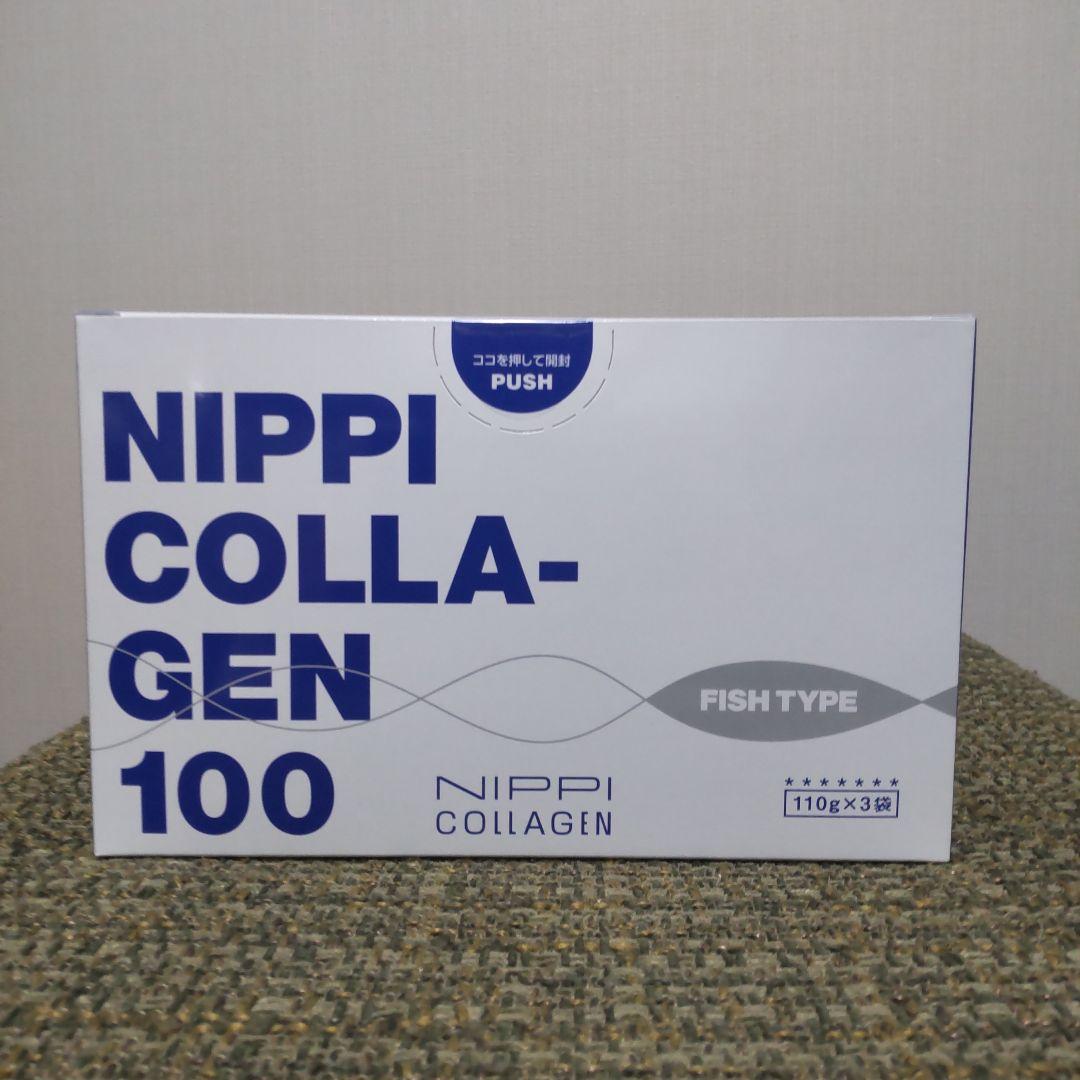 ココを押して開封
PUSH
NIPPI
COLLA-
GEN
100
FISH TYPE
NIPPI
COLLAGEN
*******
110g×3袋